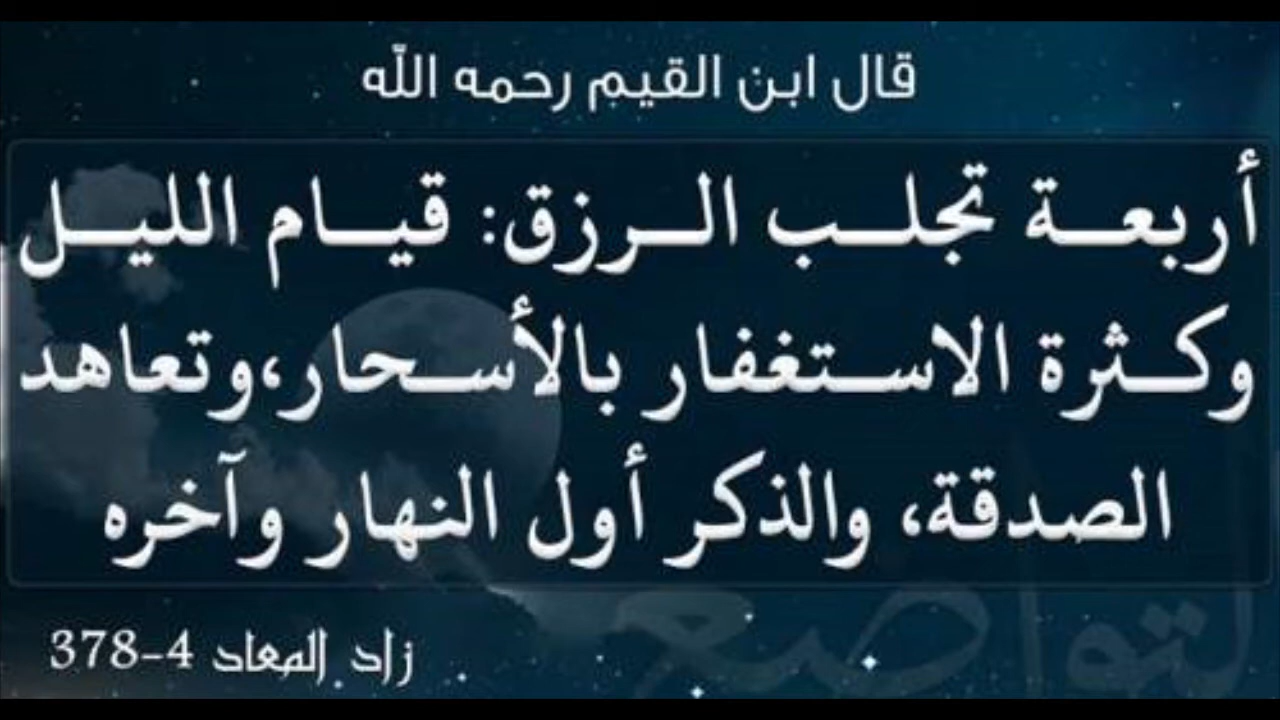 قال ابن القيم رحمه الله
أربعة تجلب الرزق: قيام الليل
وكثرة الاستغفار بالأسحار،وتعاهد
الصدقة، والذكر أول النهار وآخره
لتواضع
زاد المعاد 4-378